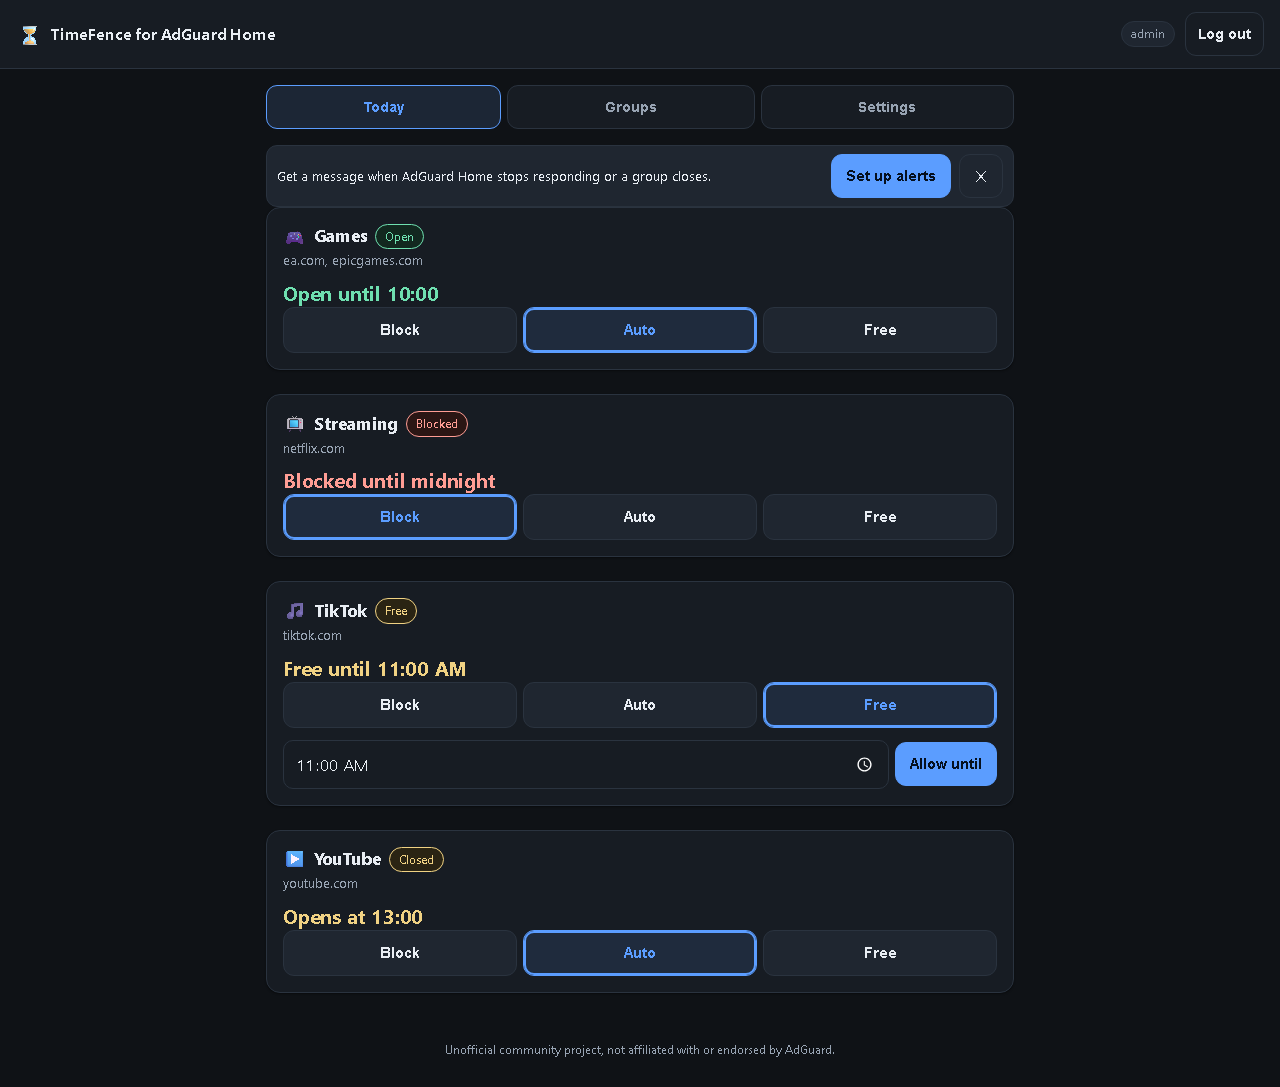 TimeFence for AdGuard Home
admin
Log out
Today
Groups
Settings
Get a message when AdGuard Home stops responding or a group closes.
Set up alerts
Games
Open
ea.com, epicgames.com
Open until 10:00
Block
Auto
Free
Streaming
Blocked
netflix.com
Blocked until midnight
Block
Auto
Free
TikTok
Free
tiktok.com
Free until 11:00 AM
Block
Auto
Free
11:00 AM
Allow until
YouTube
Closed
youtube.com
Opens at 13:00
Block
Auto
Free
Unofficial community project, not affiliated with or endorsed by AdGuard.